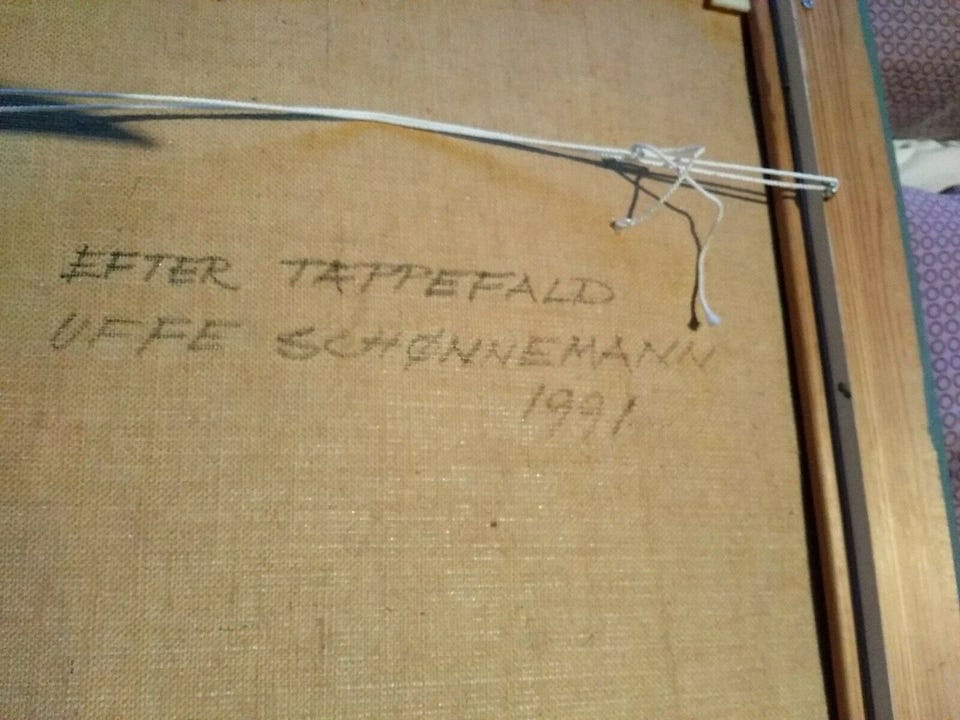 EFTER TÆPPEFALD
UFFE SCHØNNEMANN
1991